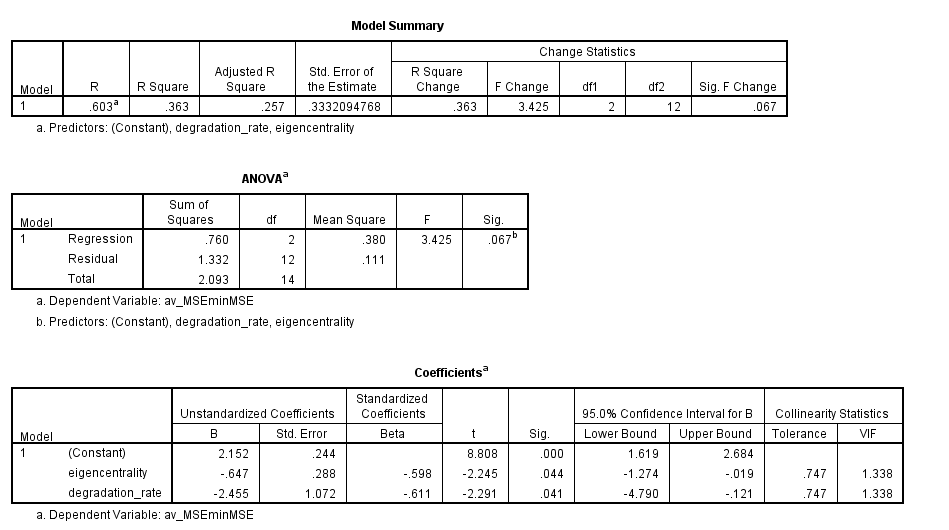 Model Summary
Change Statistics
Model R R Square Adjusted R Square Std. Error of the Estimate R Square Change F Change df1 df2 Sig. F Change
1 .603a .363 .257 .3332094768 .363 3.425 2 12 .067
a. Predictors: (Constant), degradation_rate, eigencentrality
ANOVAa
Model Sum of Squares df Mean Square F Sig.
1 Regression .760 2 .380 3.425 .067b
Residual 1.332 12 .111
Total 2.093 14
a. Dependent Variable: av_MSEminMSE
b. Predictors: (Constant), degradation_rate, eigencentrality
Coefficientsa
Unstandardized Coefficients Standardized Coefficients 95.0% Confidence Interval for B Collinearity Statistics
Model B Std. Error Beta t Sig. Lower Bound Upper Bound Tolerance VIF
1 (Constant) 2.152 .244 8.808 .000 1.619 2.684
eigencentrality -.647 .288 -.598 -2.245 .044 -1.274 -.019 .747 1.338
degradation_rate -2.455 1.072 -.611 -2.291 .041 -4.790 -.121 .747 1.338
a. Dependent Variable: av_MSEminMSE